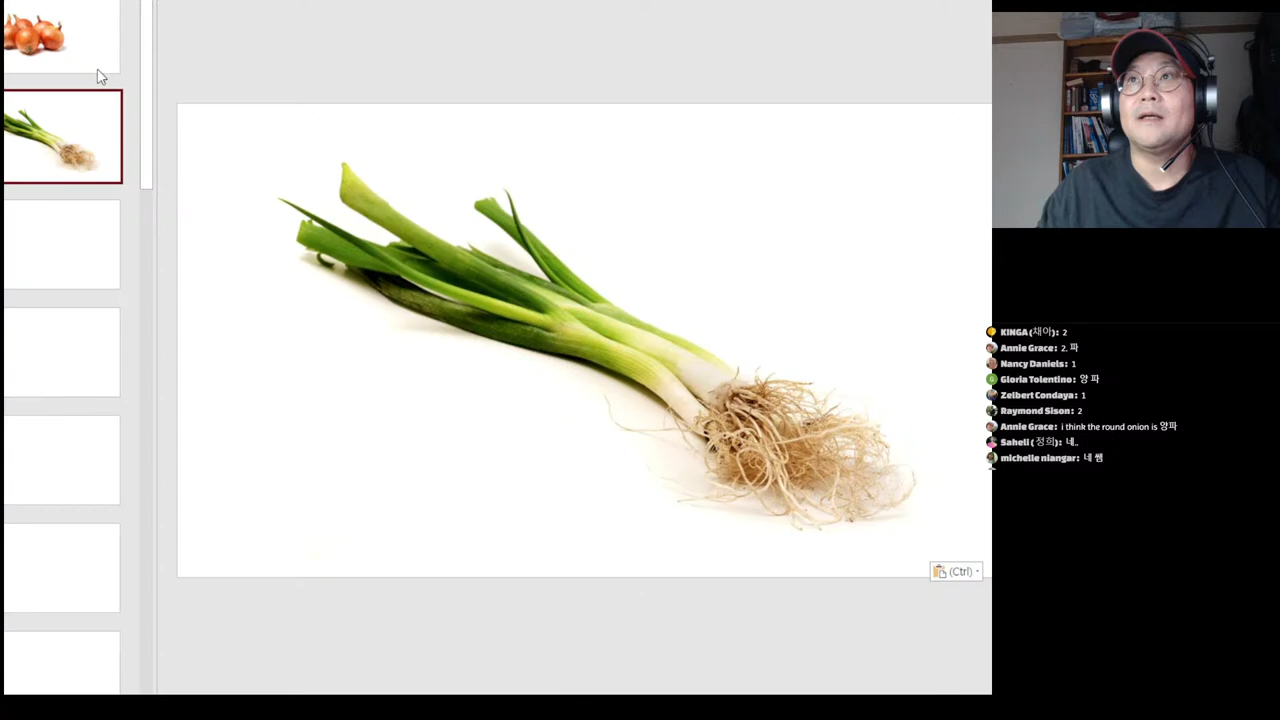 KINGA (채아): 2
Annie Grace: 2. 파
Nancy Daniels: 1
Gloria Tolentino: 양 파
Zelbert Condaya: 1
Raymond Sison: 2
Annie Grace: i think the round onion is 양파
Saheli ( 정희): 네..
michelle niangar: 네 쌤
(Ctrl)